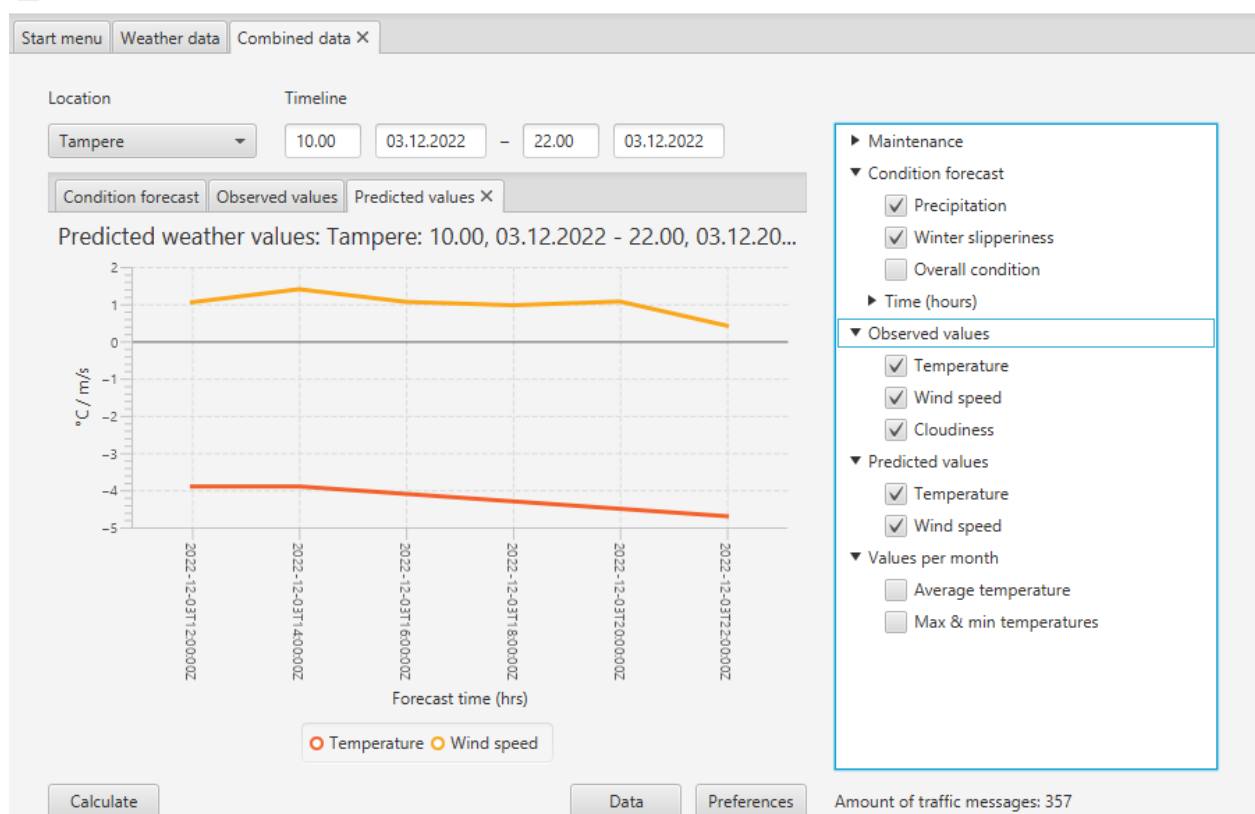 Start menu Weather data Combined data ✕
Location Timeline
Tampere 10.00 03.12.2022 – 22.00 03.12.2022
Condition forecast Observed values Predicted values ✕
Predicted weather values: Tampere: 10.00, 03.12.2022 - 22.00, 03.12.20...
°C / m/s
2
1
0
−1
−2
−3
−4
−5
2022-12-03T12:00:00Z
2022-12-03T14:00:00Z
2022-12-03T16:00:00Z
2022-12-03T18:00:00Z
2022-12-03T20:00:00Z
2022-12-03T22:00:00Z
Forecast time (hrs)
Temperature Wind speed
Maintenance
Condition forecast
Precipitation
Winter slipperiness
Overall condition
Time (hours)
Observed values
Temperature
Wind speed
Cloudiness
Predicted values
Temperature
Wind speed
Values per month
Average temperature
Max & min temperatures
Calculate Data Preferences Amount of traffic messages: 357